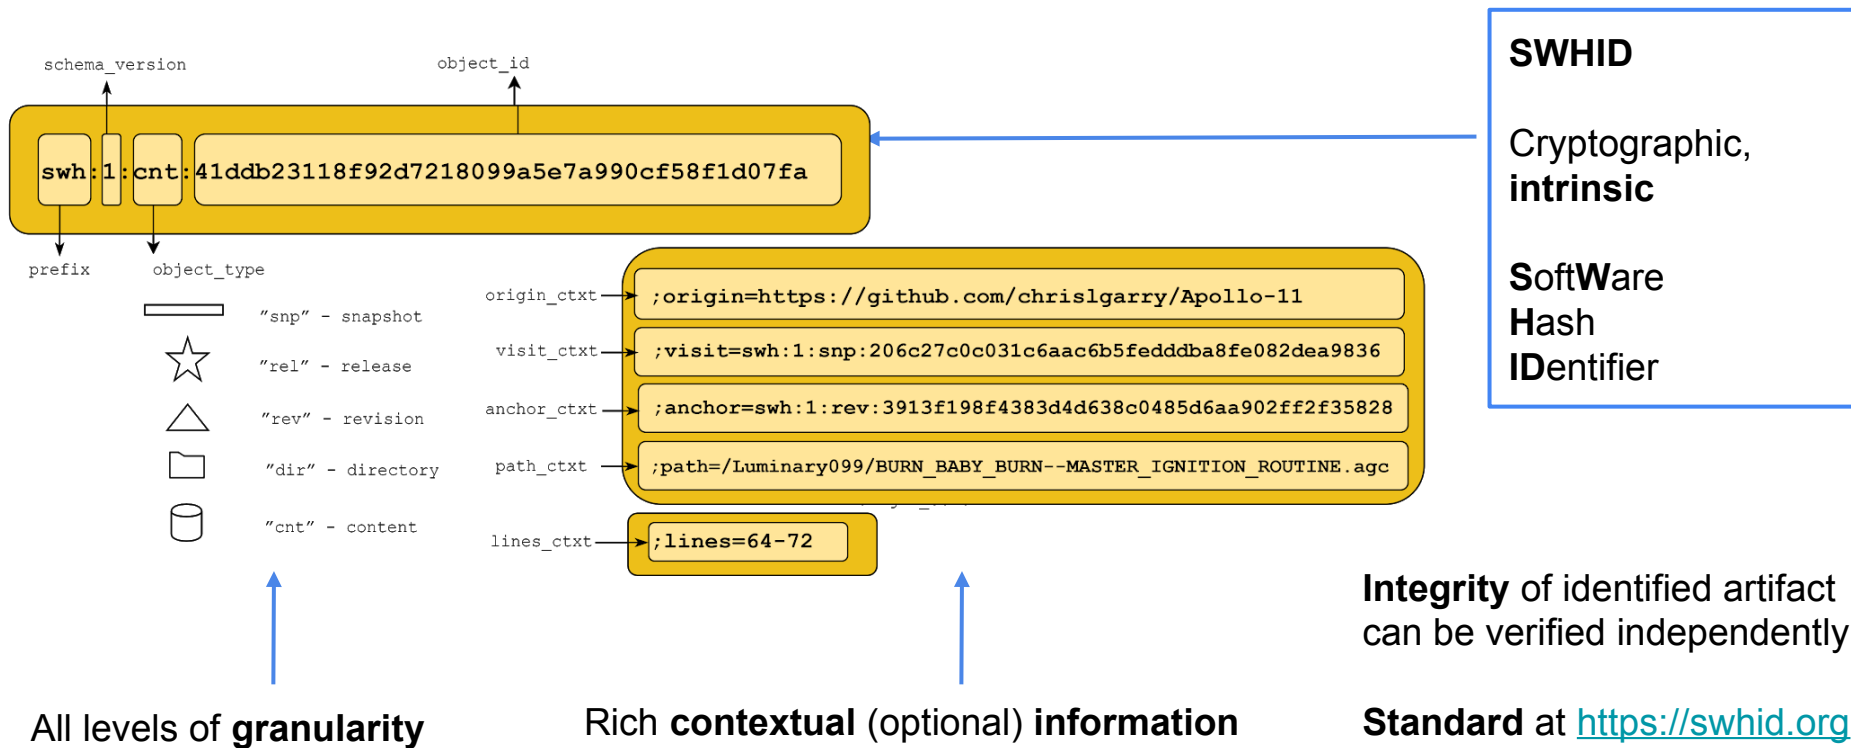 schema_version
object_id
swh:1:cnt:41ddb23118f92d7218099a5e7a990cf58f1d07fa
prefix
object_type
"snp" - snapshot
"rel" - release
"rev" - revision
"dir" - directory
"cnt" - content
origin_ctxt
;origin=https://github.com/chrislgarry/Apollo-11
visit_ctxt
;visit=swh:1:snp:206c27c0c031c6aac6b5fedddba8fe082dea9836
anchor_ctxt
;anchor=swh:1:rev:3913f198f4383d4d638c0485d6aa902ff2f35828
path_ctxt
;path=/Luminary099/BURN_BABY_BURN--MASTER_IGNITION_ROUTINE.agc
lines_ctxt
;lines=64-72
SWHID
Cryptographic,
intrinsic
SoftWare
Hash
IDentifier
All levels of granularity
Rich contextual (optional) information
Integrity of identified artifact
can be verified independently
Standard at https://swhid.org